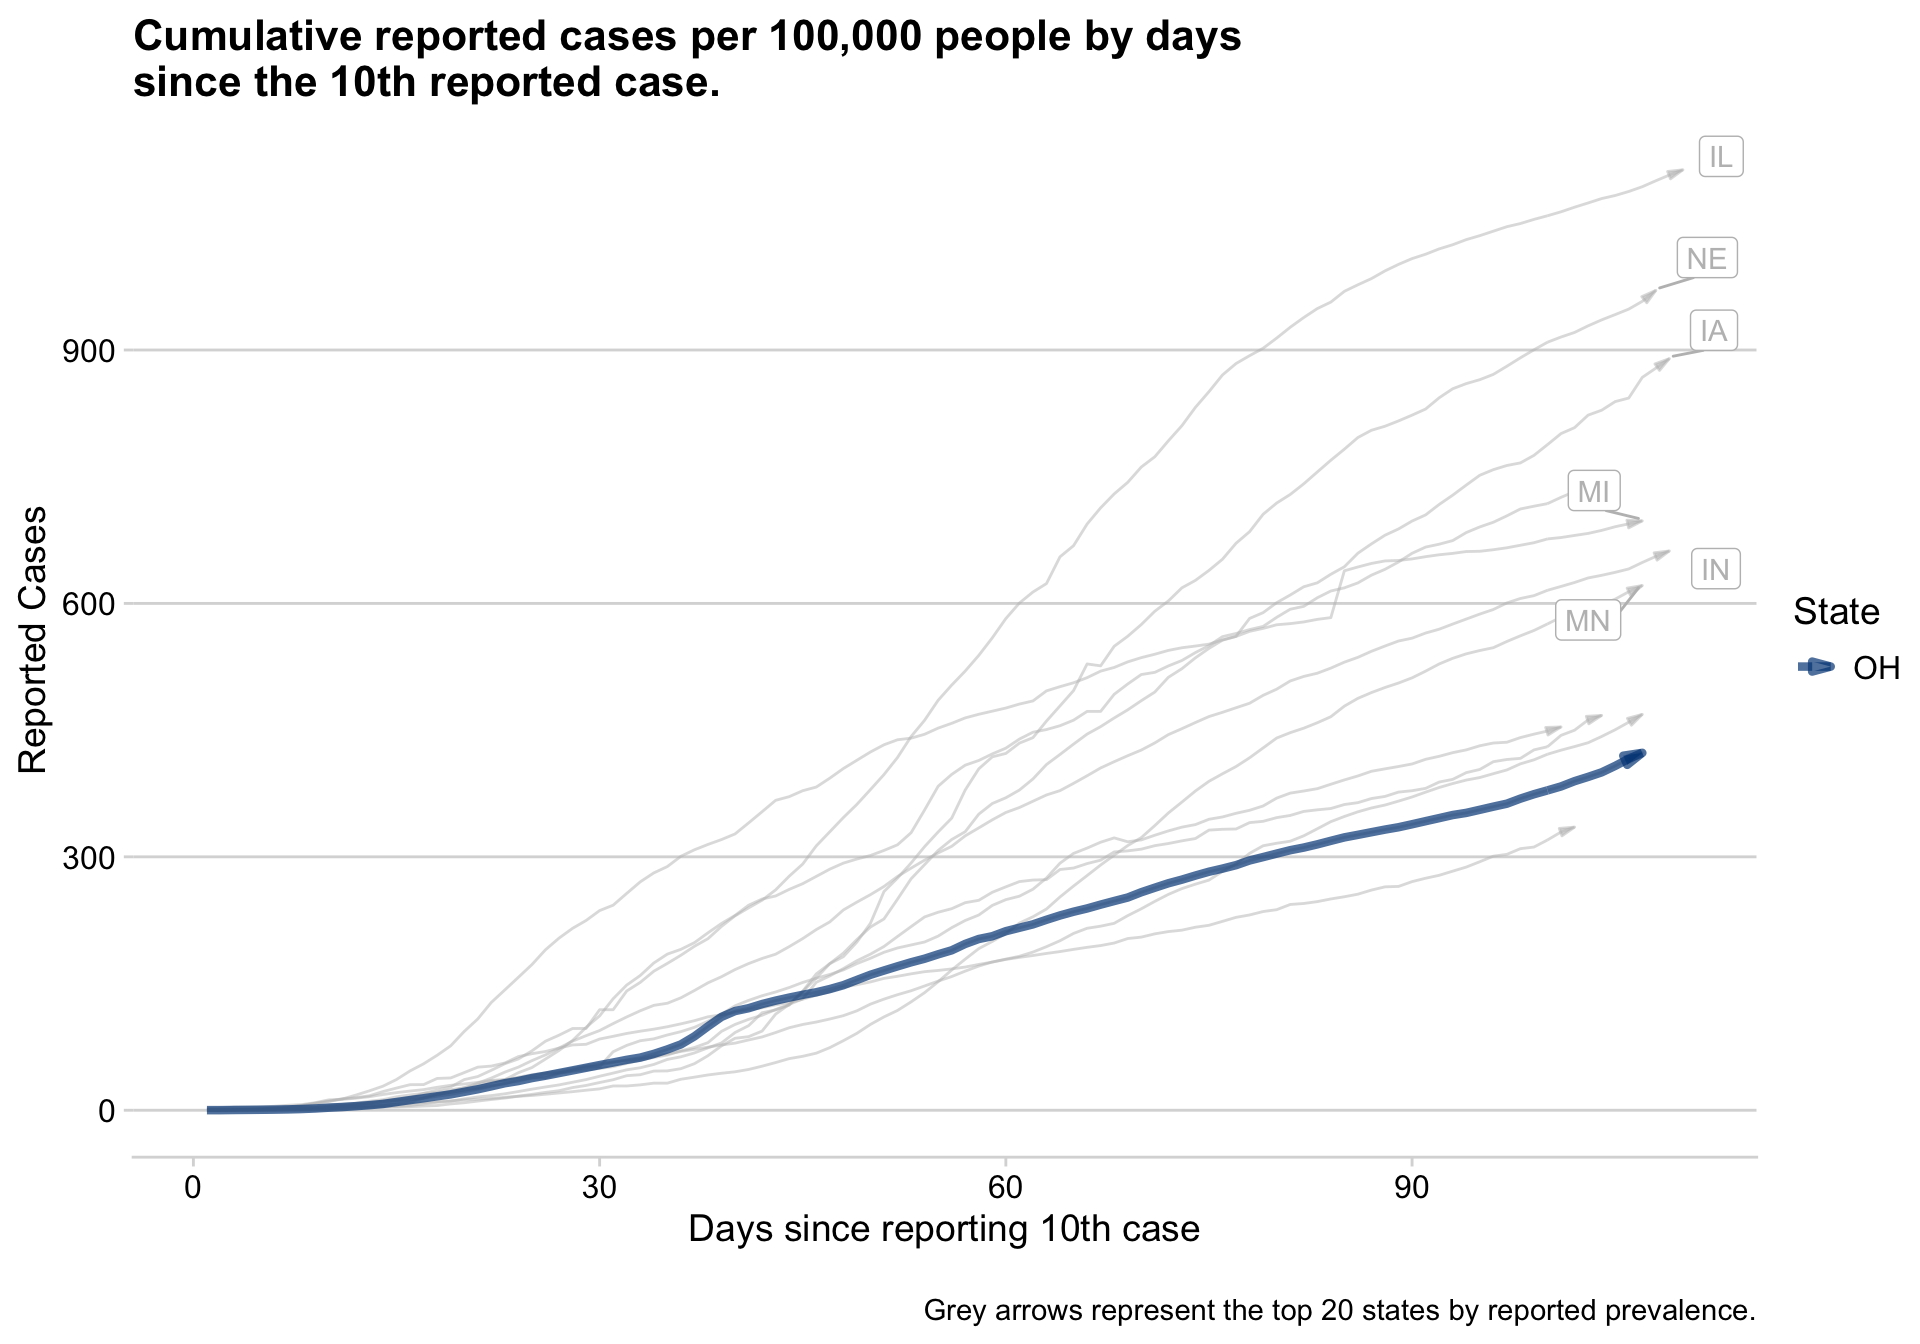 Cumulative reported cases per 100,000 people by days
since the 10th reported case.
IL
NE
IA
MI
IN
MN
900
600
300
0
Reported Cases
0
30
60
90
Days since reporting 10th case
State
OH
Grey arrows represent the top 20 states by reported prevalence.